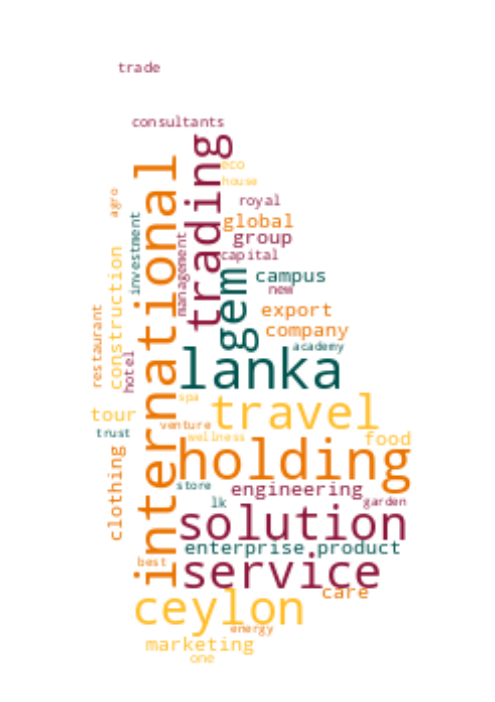 trade
consultants
trading
international
eco
house
agro
royal
investment
global
group
management
construction
capital
gem
campus
new
export
restaurant
company
academy
lanka
hotel
spa
travel
tour
venture
trust
wellness
food
holding
clothing
store
engineering
lk
garden
solution
enterprise
product
best
service
care
ceylon
energy
marketing
one